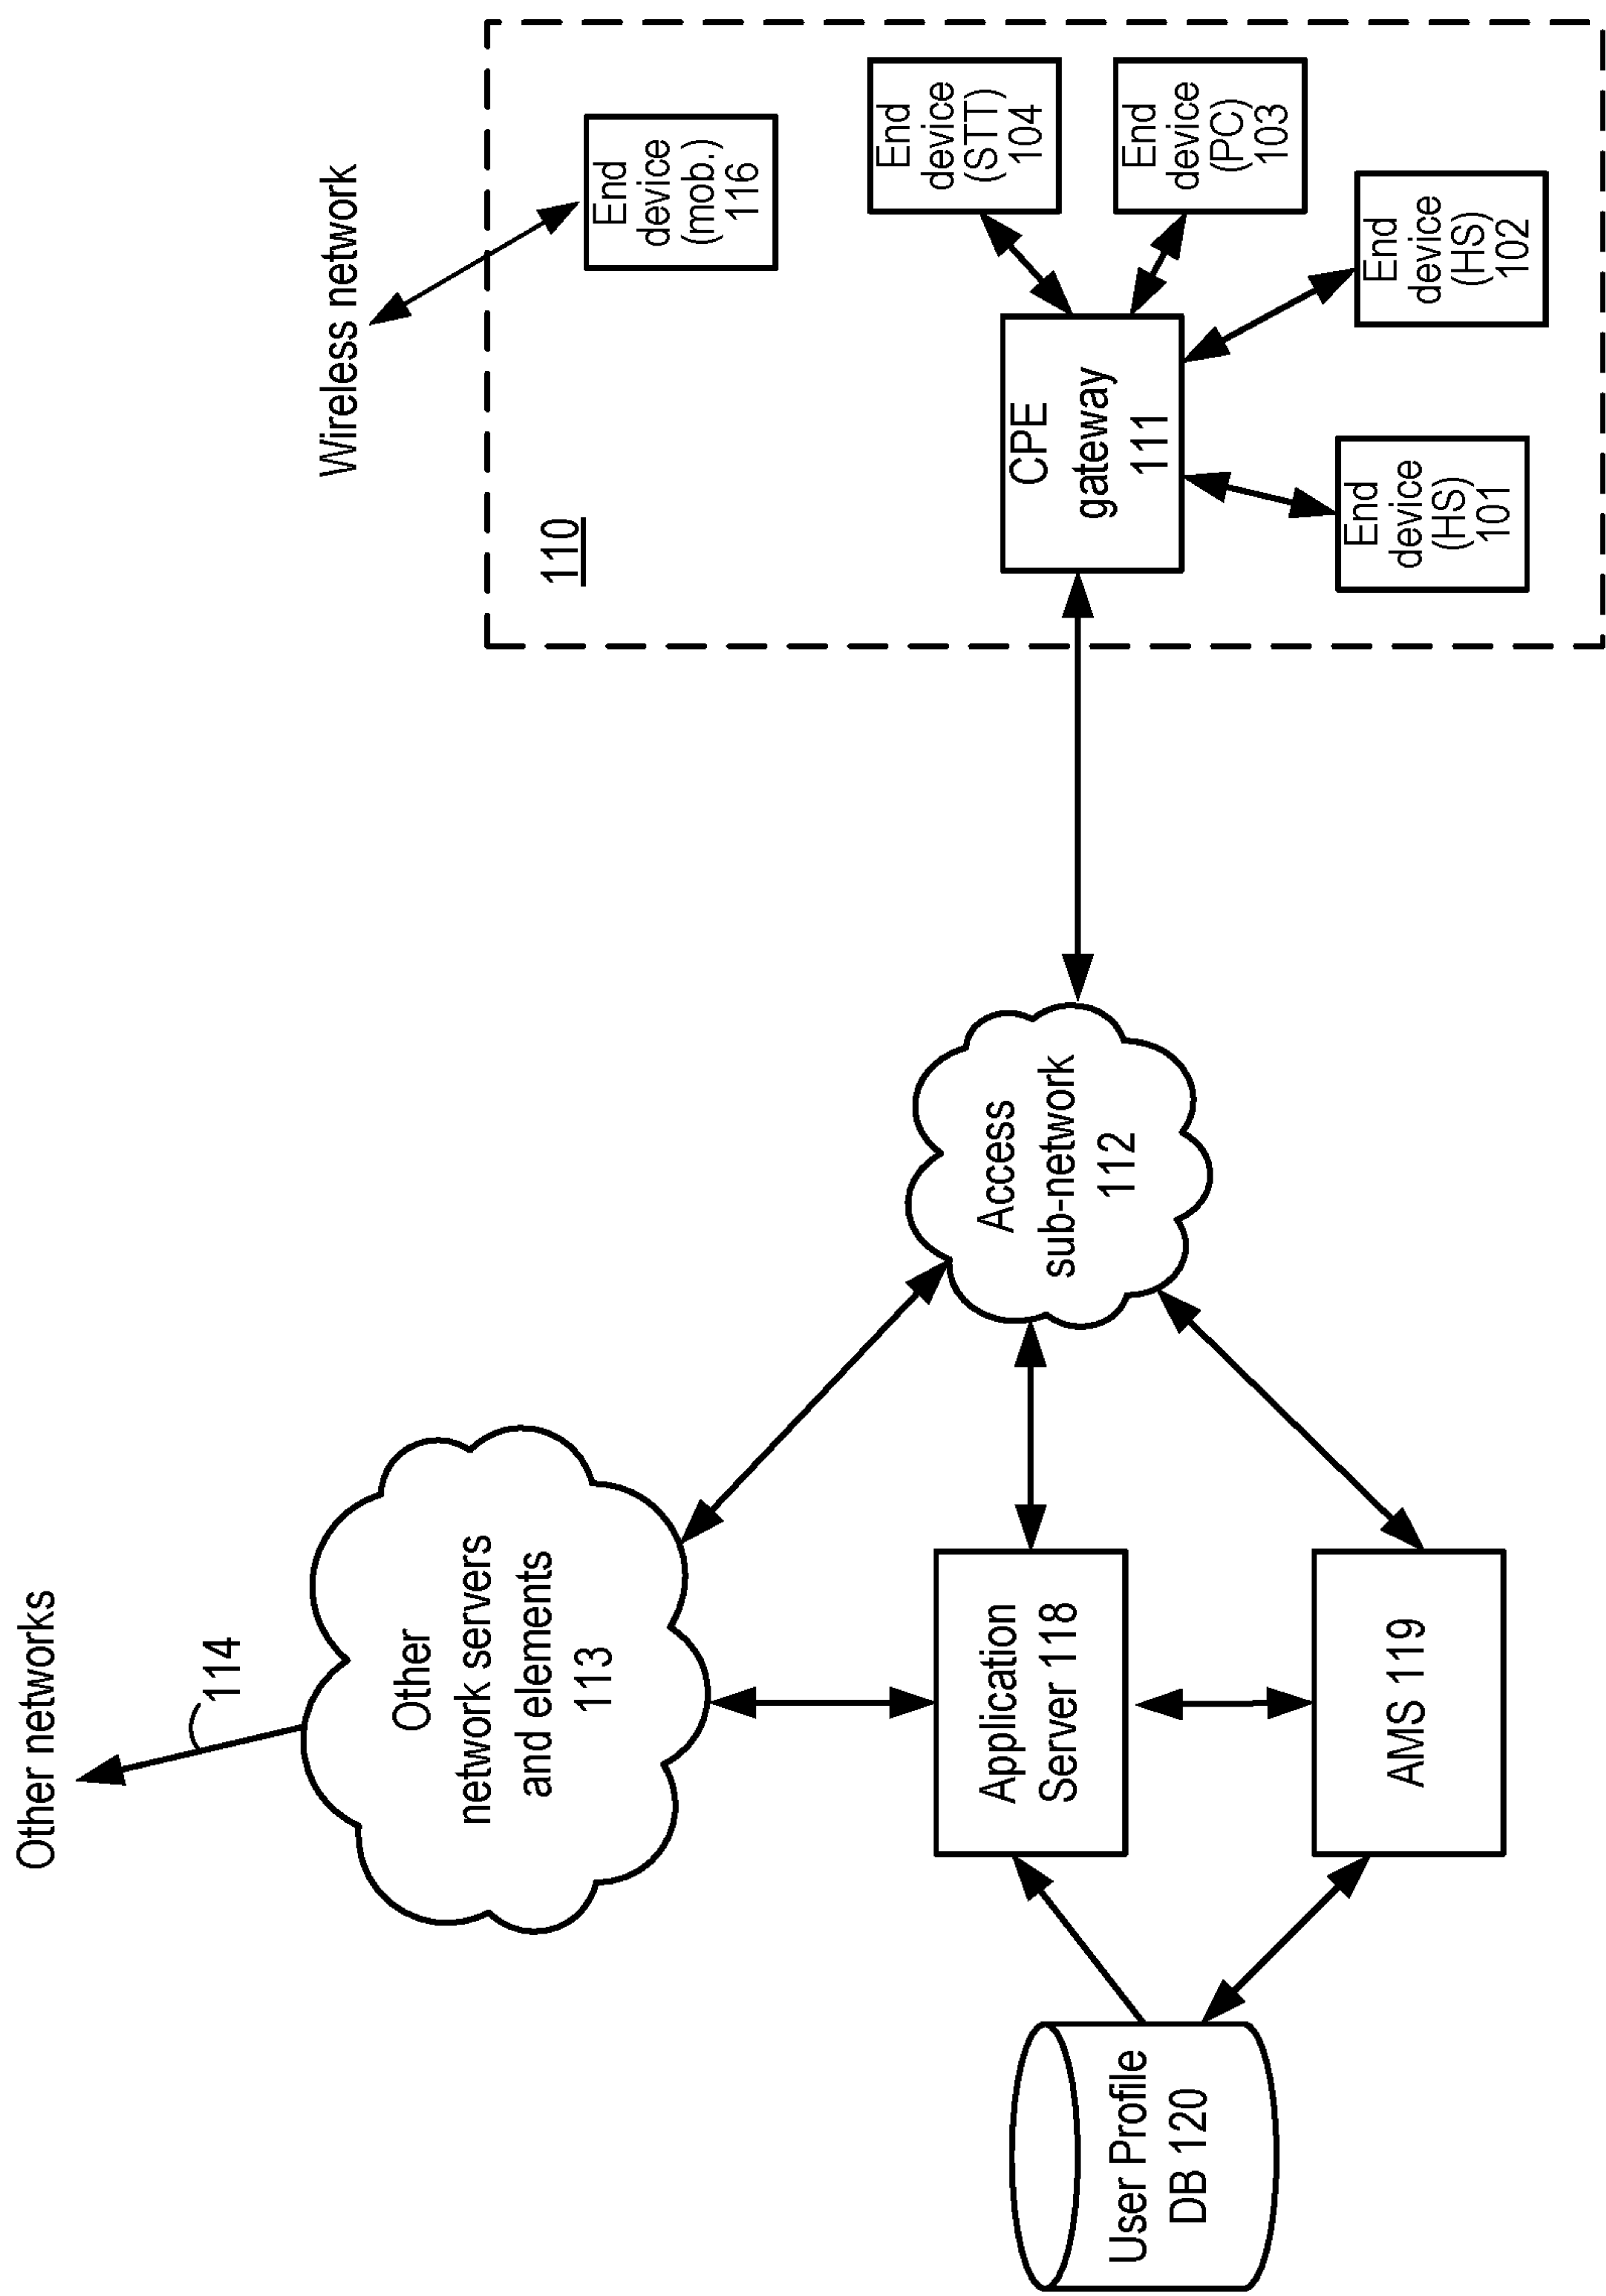 Other networks
114
Other
network servers
and elements
113
Wireless network
110
End
device
(mob.)
116
End
device
(STT)
104
End
device
(PC)
103
CPE
gateway
111
End
device
(HS)
102
End
device
(HS)
101
Access
sub-network
112
Application
Server 118
AMS 119
User Profile
DB 120